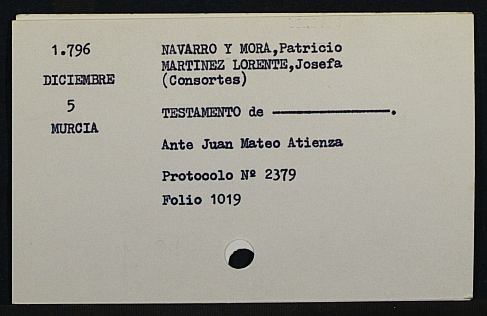 1.796
DICIEMBRE
5
MURCIA
NAVARRO Y MORA,Patricio
MARTINEZ LORENTE,Josefa
(Consortes)
TESTAMENTO de ——————————.
Ante Juan Mateo Atienza
Protocolo Nº 2379
Folio 1019